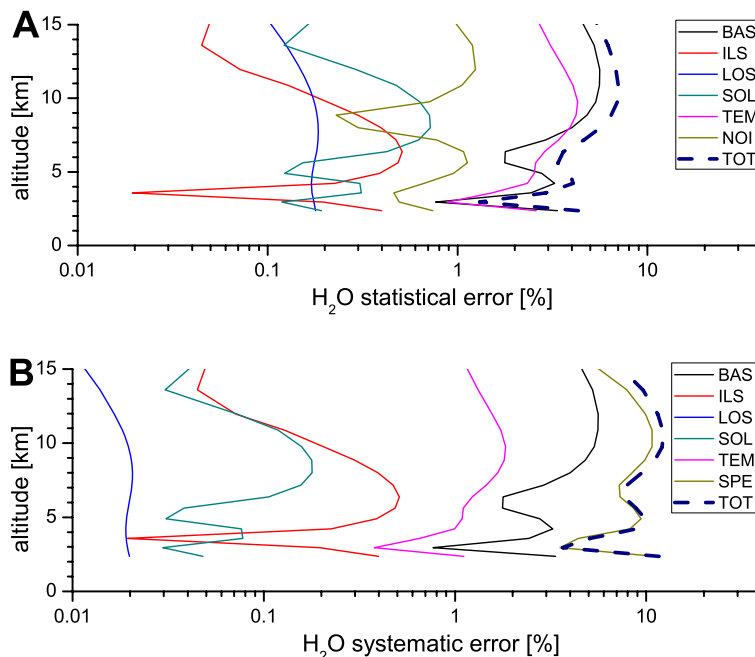 A
15
10
5
0
altitude [km]
0.01
0.1
1
10
H₂O statistical error [%]
BAS
ILS
LOS
SOL
TEM
NOI
TOT
B
15
10
5
0
altitude [km]
0.01
0.1
1
10
H₂O systematic error [%]
BAS
ILS
LOS
SOL
TEM
SPE
TOT